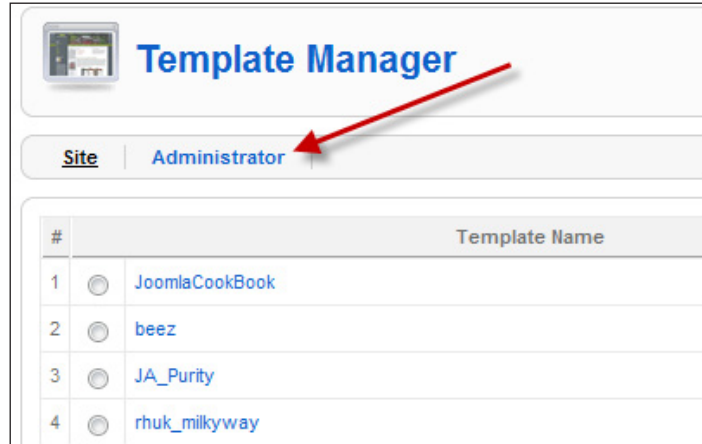 Template Manager
Site Administrator
# Template Name
1 JoomlaCookBook
2 beez
3 JA_Purity
4 rhuk_milkyway